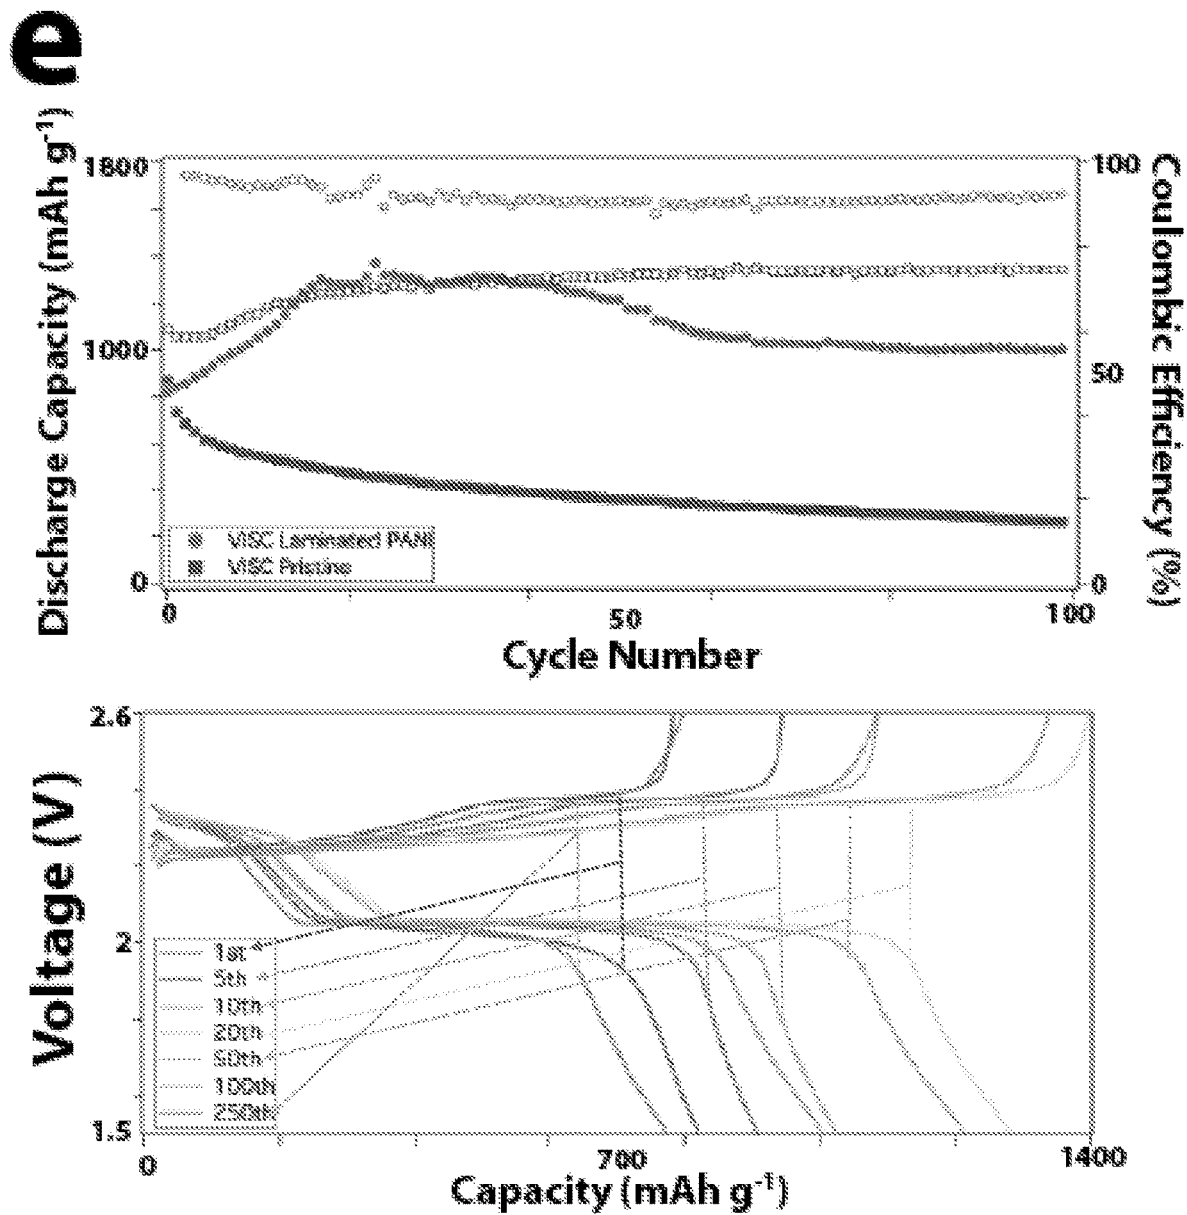 e
Discharge Capacity (mAh g-1)
Coulombic Efficiency (%)
1800
1000
0
100
50
0
VISC Laminated PANI
VISC Pristine
0
50
100
Cycle Number
Voltage (V)
2.6
2
1.5
1st
5th
10th
20th
50th
100th
250th
0
700
1400
Capacity (mAh g-1)